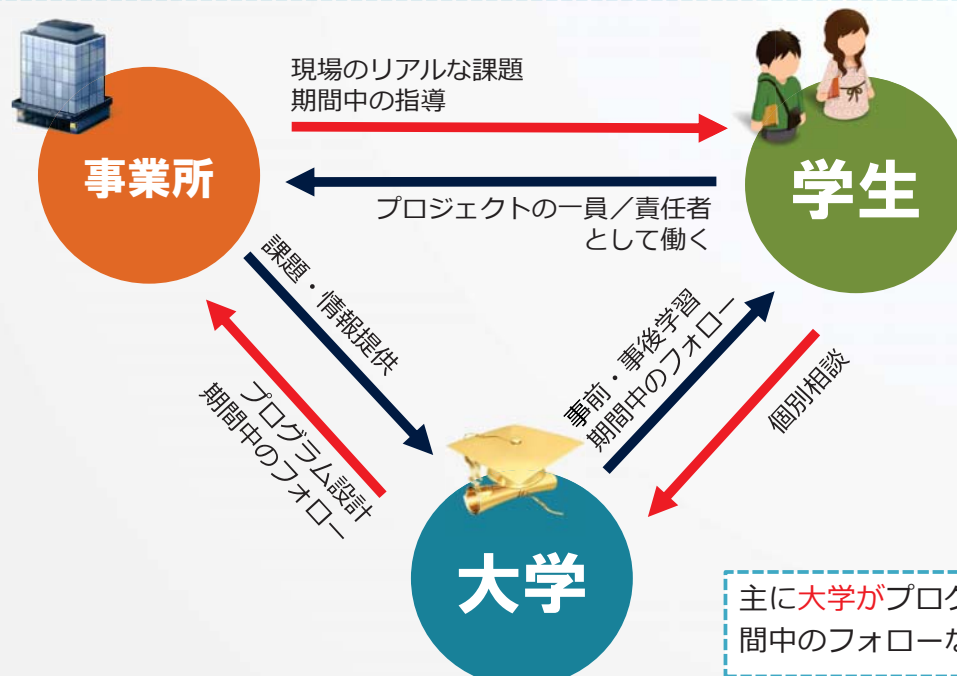 現場のリアルな課題
期間中の指導
事業所
学生
プロジェクトの一員／責任者
として働く
課題・情報提供
プログラム設計
期間中のフォロー
事前・事後学習
期間中のフォロー
個別相談
大学
主に大学がプログ
間中のフォローな